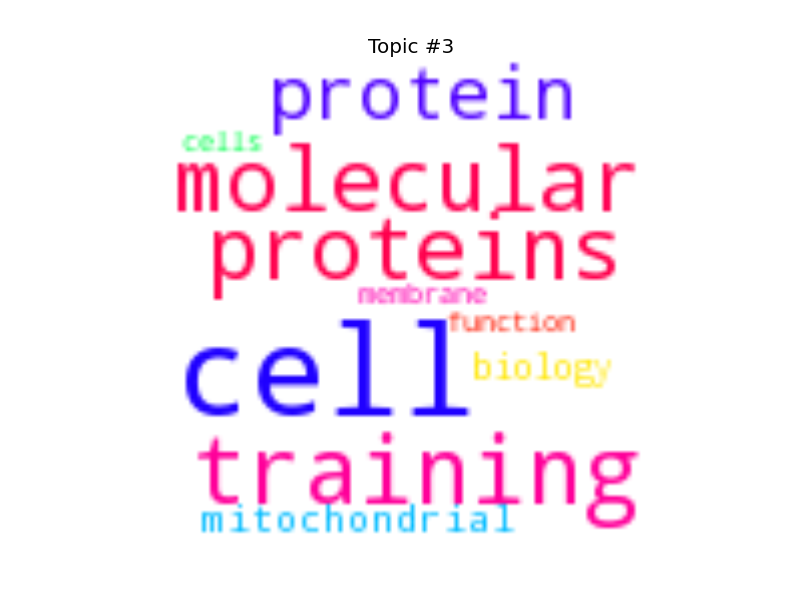 Topic #3
protein
cells
molecular
proteins
membrane
function
cell
biology
training
mitochondrial